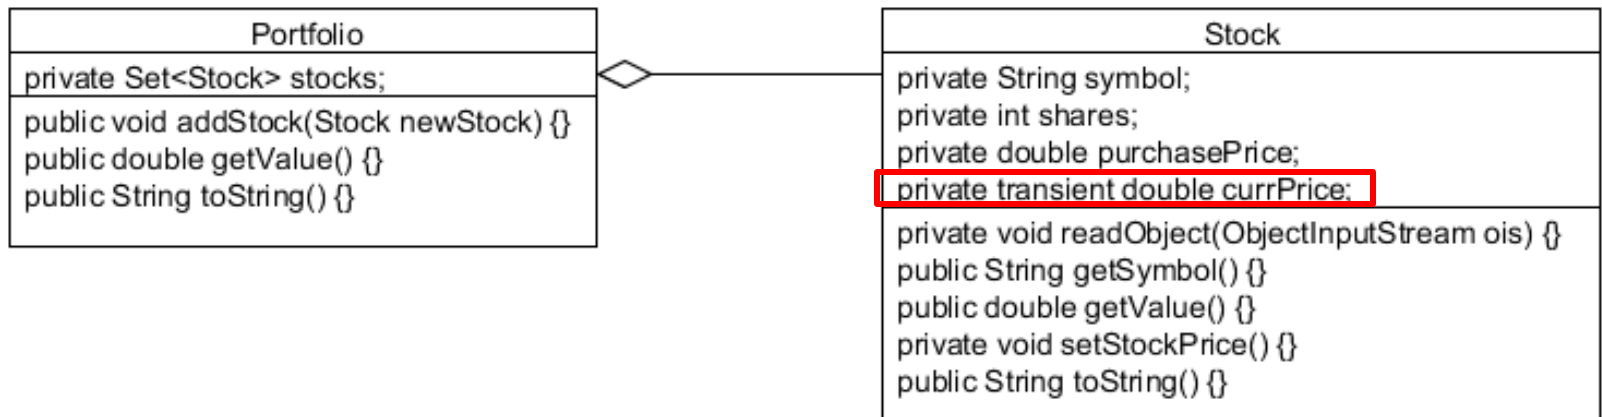 Portfolio
private Set<Stock> stocks;
public void addStock(Stock newStock) {}
public double getValue() {}
public String toString() {}
Stock
private String symbol;
private int shares;
private double purchasePrice;
private transient double currPrice;
private void readObject(ObjectInputStream ois) {}
public String getSymbol() {}
public double getValue() {}
private void setStockPrice() {}
public String toString() {}